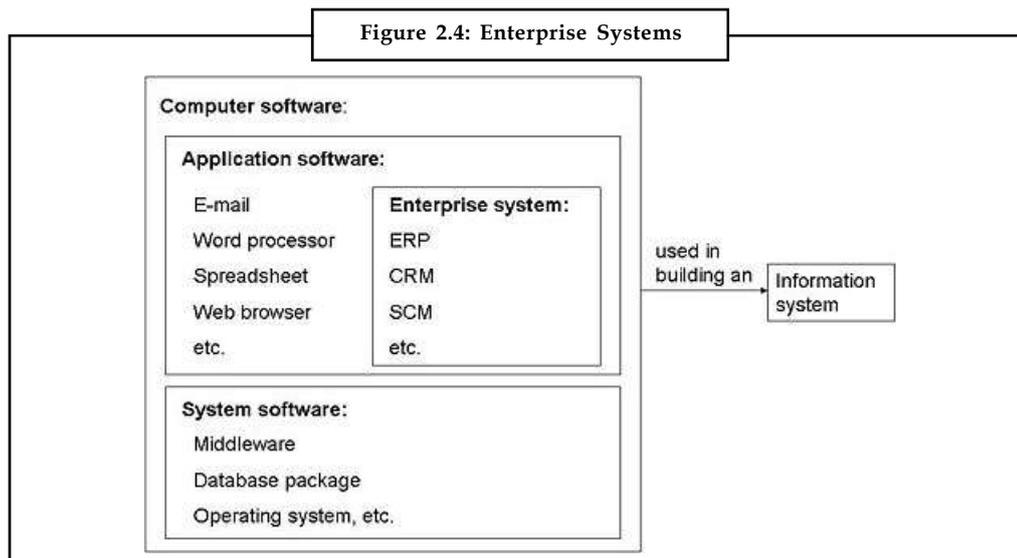 Figure 2.4: Enterprise Systems
Computer software:
Application software:
E-mail
Word processor
Spreadsheet
Web browser
etc.
Enterprise system:
ERP
CRM
SCM
etc.
System software:
Middleware
Database package
Operating system, etc.
used in
building an
Information
system